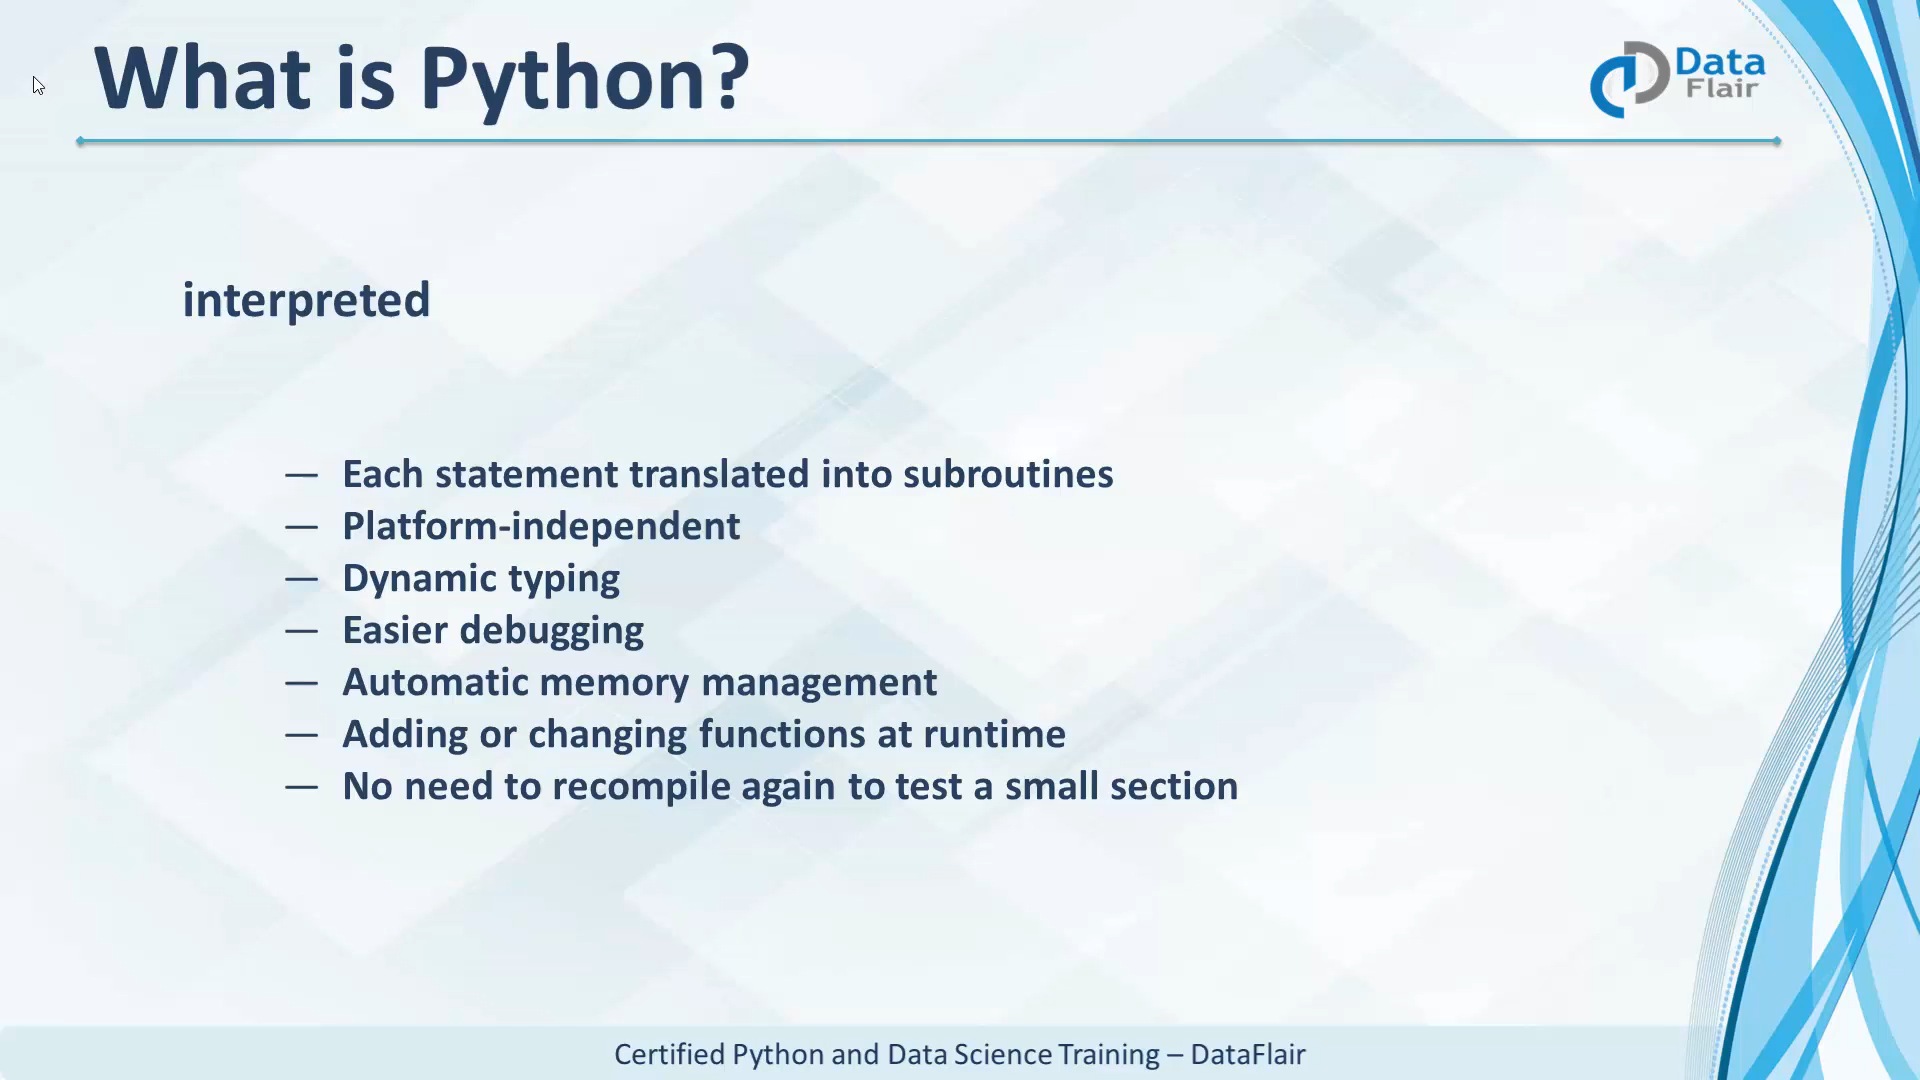 What is Python?
Data
Flair
interpreted
— Each statement translated into subroutines
— Platform-independent
— Dynamic typing
— Easier debugging
— Automatic memory management
— Adding or changing functions at runtime
— No need to recompile again to test a small section
Certified Python and Data Science Training – DataFlair